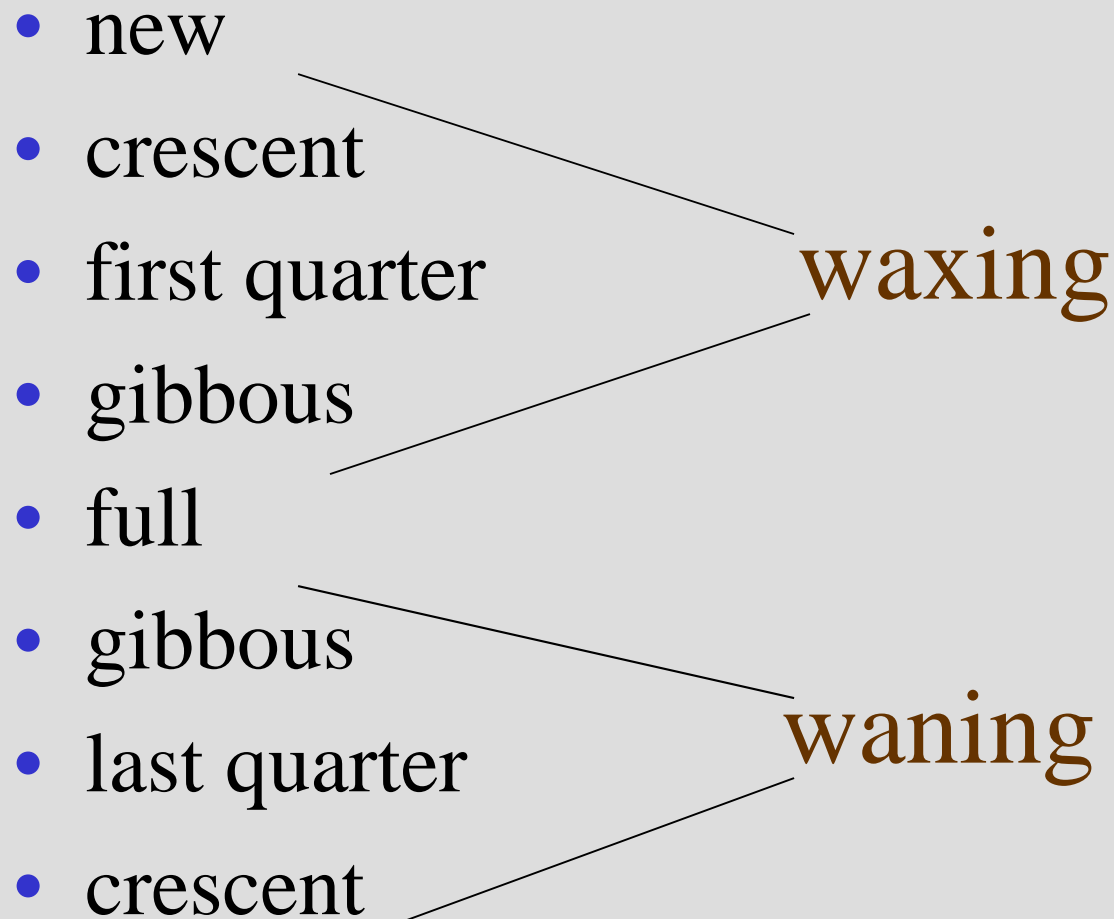 • new
• crescent
• first quarter
waxing
• gibbous
• full
• gibbous
waning
• last quarter
• crescent